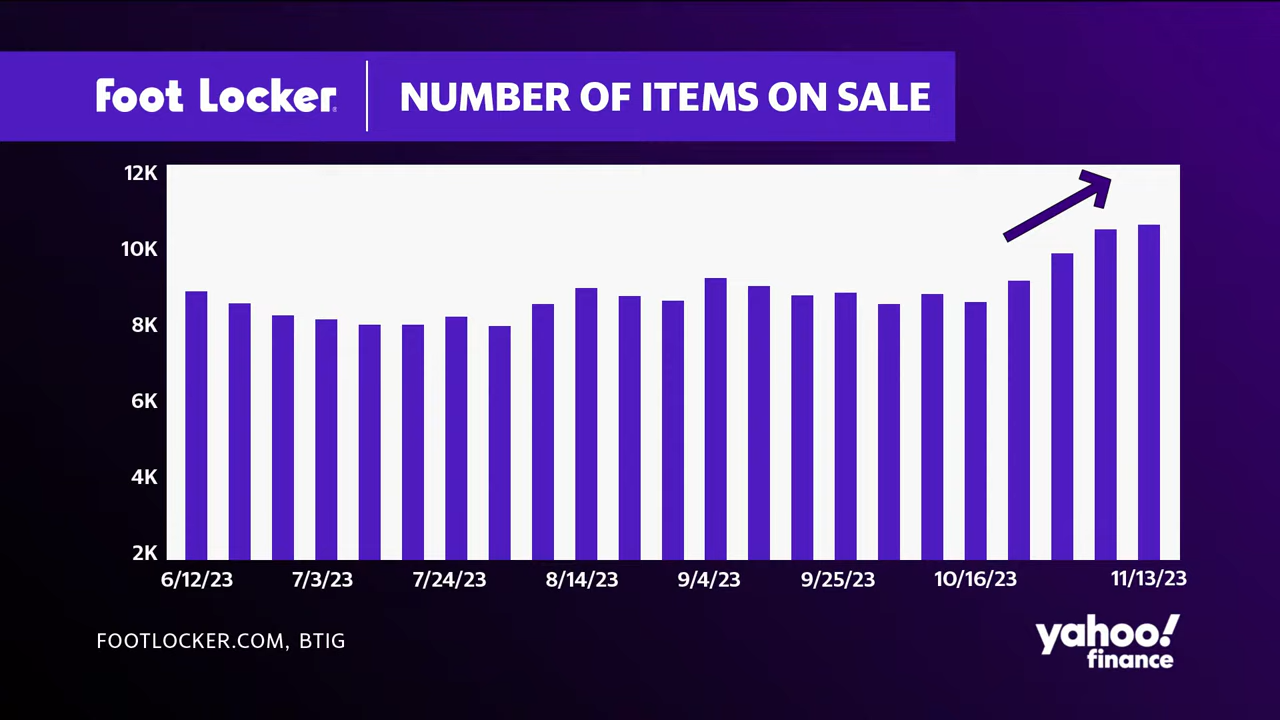 Foot Locker
NUMBER OF ITEMS ON SALE
12K
10K
8K
6K
4K
2K
6/12/23 7/3/23 7/24/23 8/14/23 9/4/23 9/25/23 10/16/23 11/13/23
FOOTLOCKER.COM, BTIG
yahoo!
finance